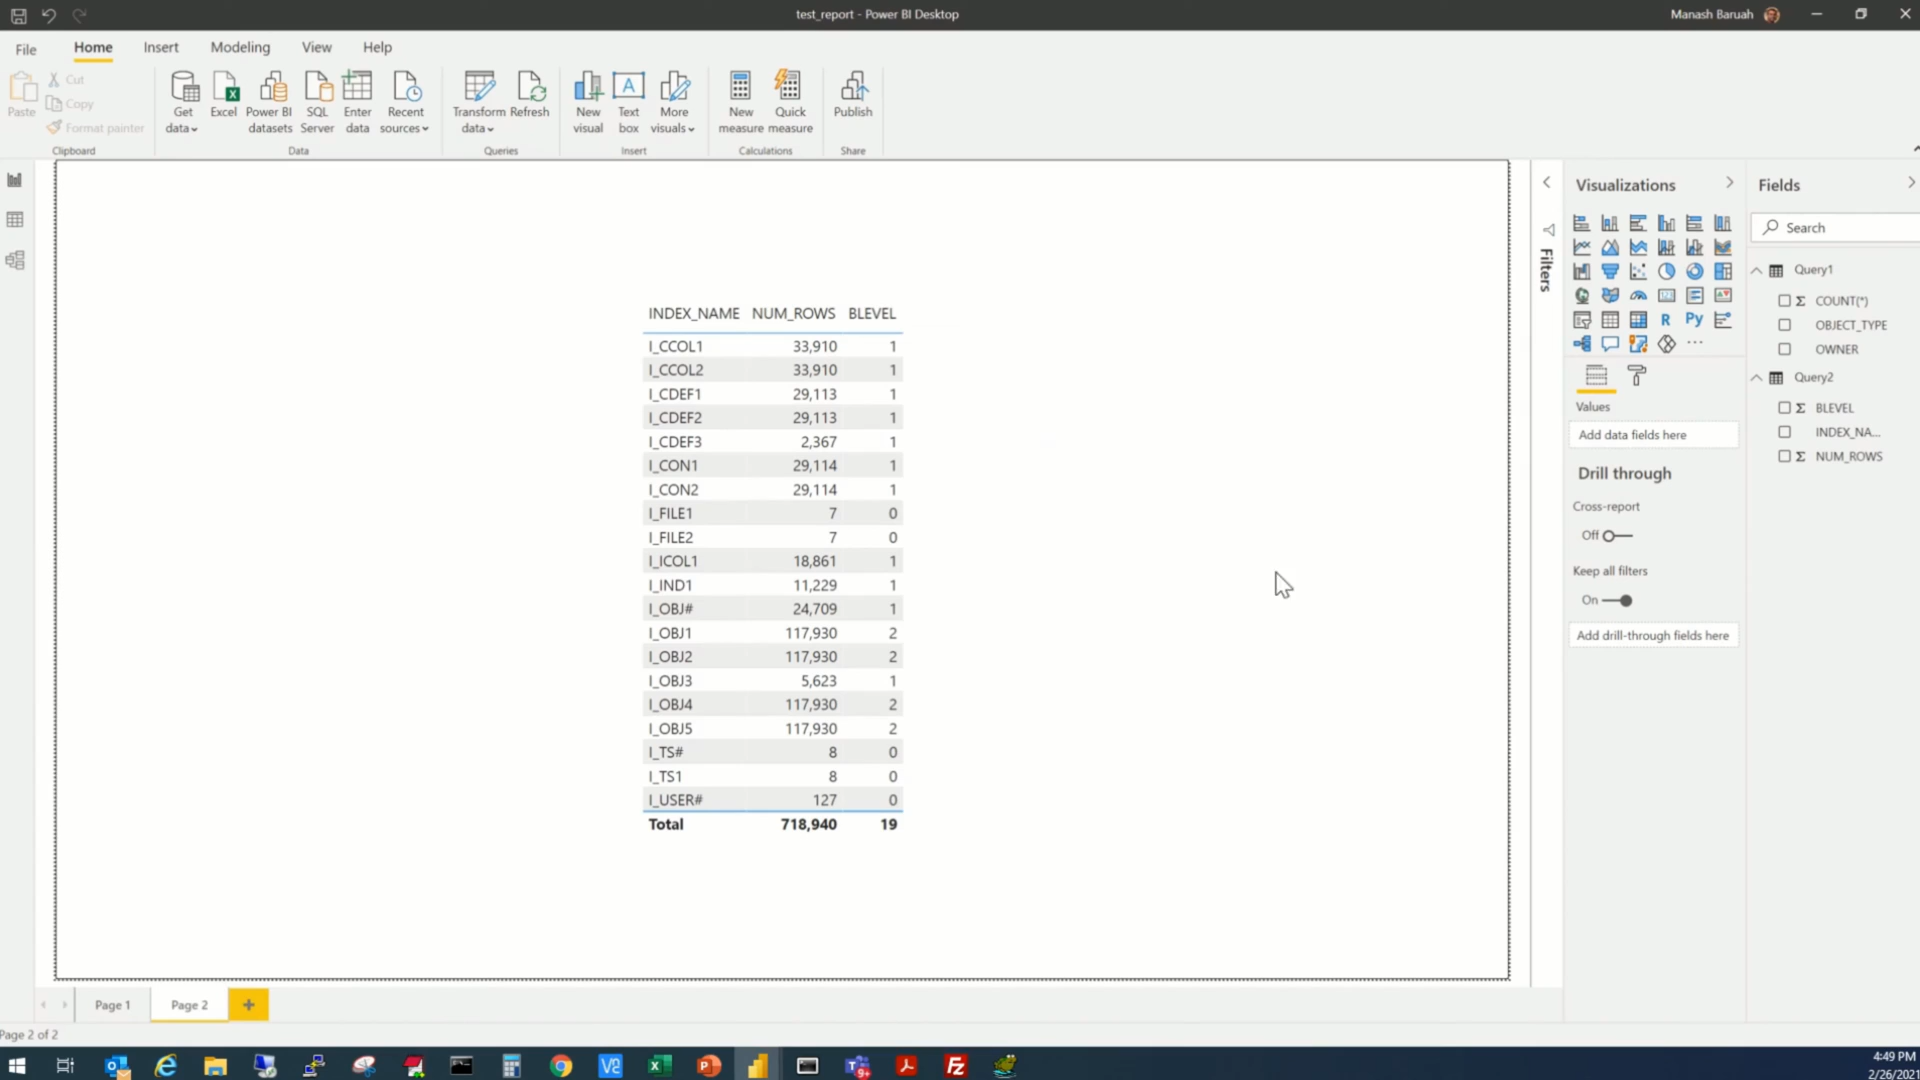 test_report - Power BI Desktop
Manash Baruah
File
Home
Insert
Modeling
View
Help
Paste
Cut
Copy
Format painter
Clipboard
Get data
Excel
Power BI datasets
SQL Server
Enter data
Recent sources
Data
Transform data
Refresh
Queries
New visual
Text box
More visuals
Insert
New measure
Quick measure
Calculations
Publish
Share
INDEX_NAME NUM_ROWS BLEVEL
I_CCOL1 33,910 1
I_CCOL2 33,910 1
I_CDEF1 29,113 1
I_CDEF2 29,113 1
I_CDEF3 2,367 1
I_CON1 29,114 1
I_CON2 29,114 1
I_FILE1 7 0
I_FILE2 7 0
I_ICOL1 18,861 1
I_IND1 11,229 1
I_OBJ# 24,709 1
I_OBJ1 117,930 2
I_OBJ2 117,930 2
I_OBJ3 5,623 1
I_OBJ4 117,930 2
I_OBJ5 117,930 2
I_TS# 8 0
I_TS1 8 0
I_USER# 127 0
Total 718,940 19
Filters
Visualizations
R
Py
Values
Add data fields here
Drill through
Cross-report
Off
Keep all filters
On
Add drill-through fields here
Fields
Search
Query1
COUNT(*)
OBJECT_TYPE
OWNER
Query2
BLEVEL
INDEX_NA...
NUM_ROWS
Page 1
Page 2
Page 2 of 2
4:49 PM
2/26/2021